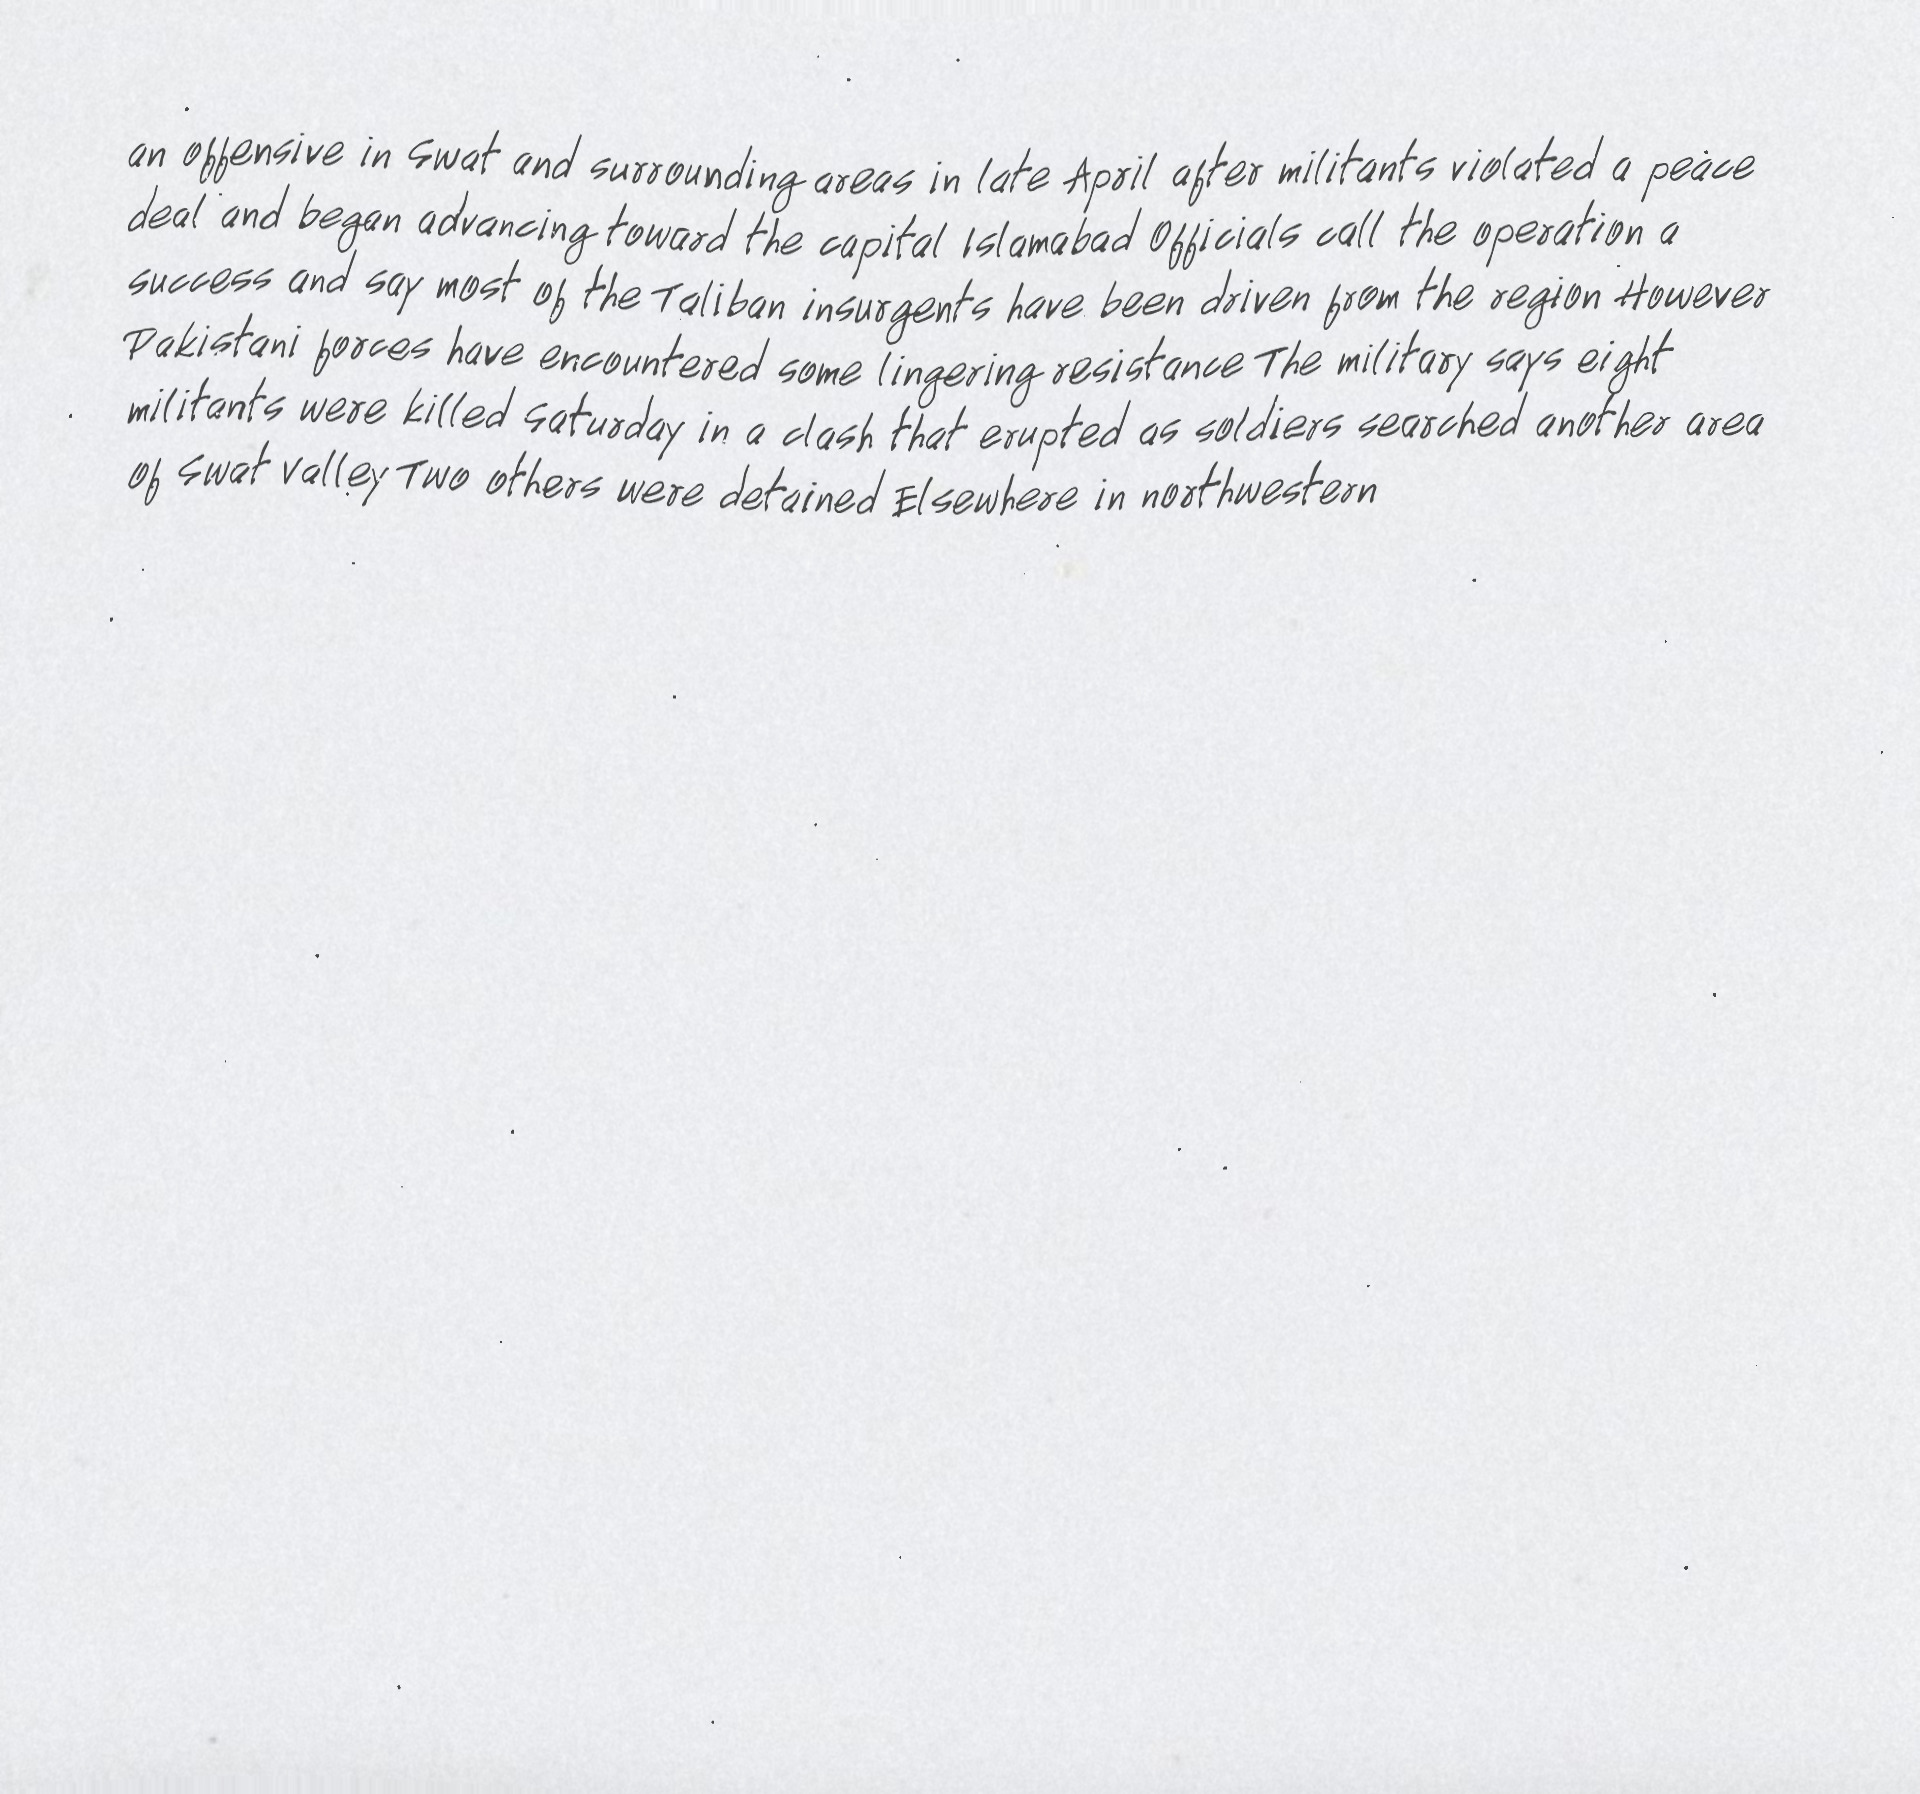 an offensive in Swat and surrounding areas in late April after militants violated a peace
deal and began advancing toward the capital Islamabad Officials call the operation a
success and say most of the Taliban insurgents have been driven from the region However
Pakistani forces have encountered some lingering resistance The military says eight
militants were killed Saturday in a clash that erupted as soldiers searched another area
of Swat Valley Two others were detained Elsewhere in northwestern